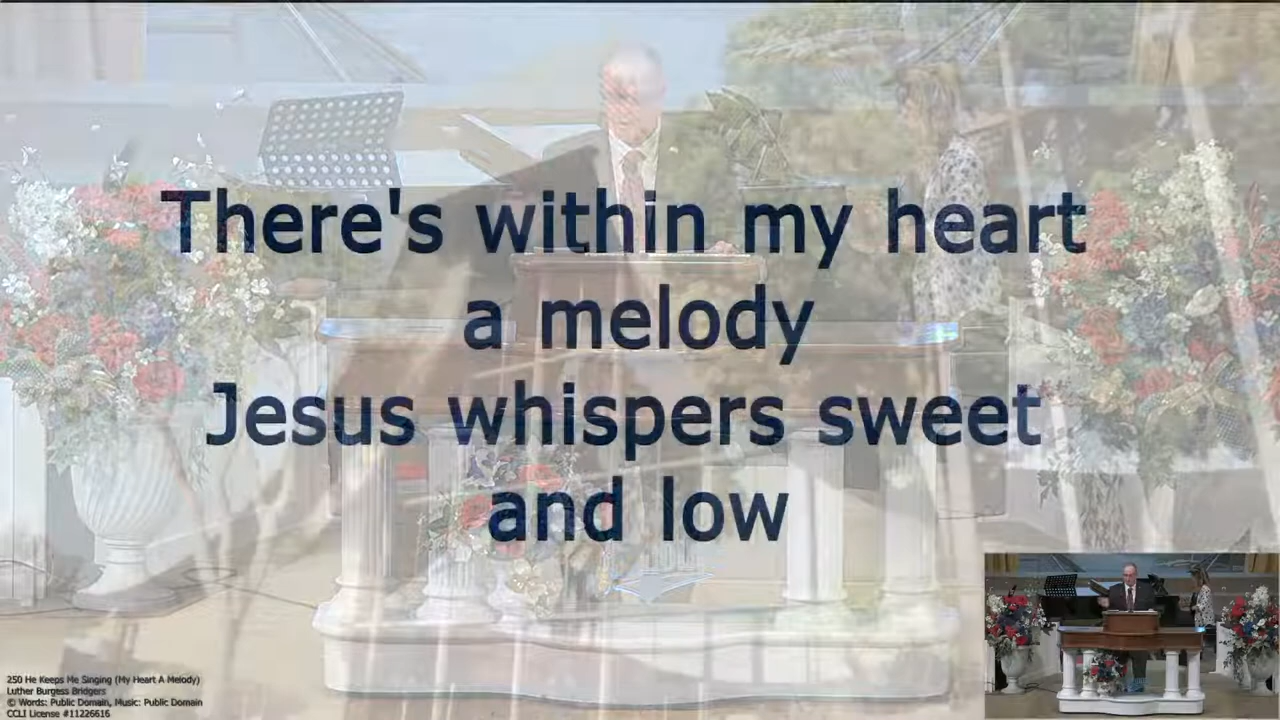 There's within my heart
a melody
Jesus whispers sweet
and low
250 He Keeps Me Singing (My Heart A Melody)
Luther Burgess Bridgers
© Words: Public Domain, Music: Public Domain
CCLI License #11226616